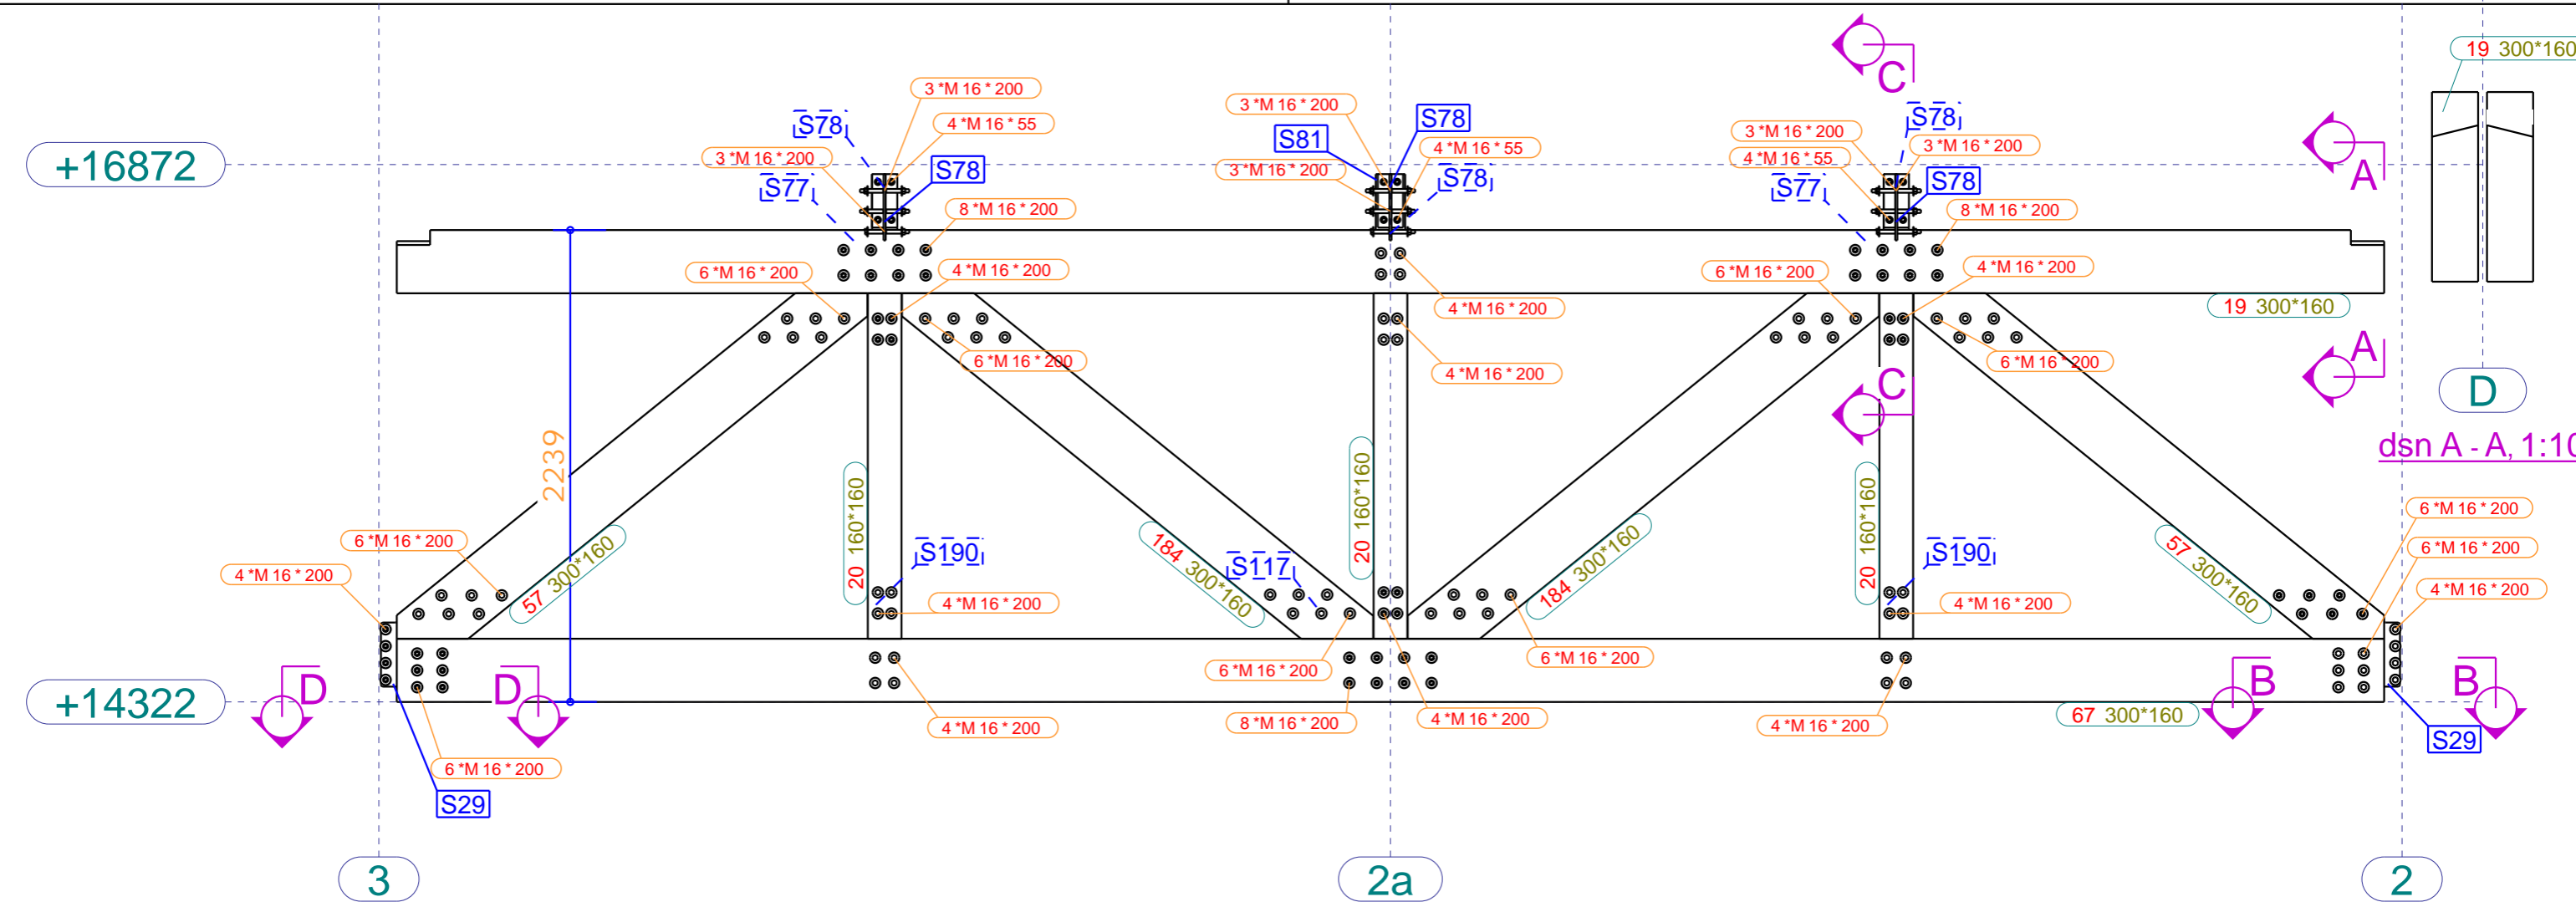 C
19 300*160
3 *M 16 * 200
S78
4 *M 16 * 55
3 *M 16 * 200
S78
S77
8 *M 16 * 200
3 *M 16 * 200
S78
S81
4 *M 16 * 55
3 *M 16 * 200
S78
S78
3 *M 16 * 200
3 *M 16 * 200
4 *M 16 * 55
S78
S77
8 *M 16 * 200
A
+16872
6 *M 16 * 200
4 *M 16 * 200
6 *M 16 * 200
4 *M 16 * 200
4 *M 16 * 200
6 *M 16 * 200
4 *M 16 * 200
6 *M 16 * 200
19 300*160
A
C
D
dsn A - A, 1:10
2239
6 *M 16 * 200
4 *M 16 * 200
57 300*160
20 160*160
S190
4 *M 16 * 200
184 300*160
S117
20 160*160
184 300*160
20 160*160
S190
4 *M 16 * 200
57 300*160
6 *M 16 * 200
6 *M 16 * 200
4 *M 16 * 200
6 *M 16 * 200
6 *M 16 * 200
+14322
D
D
B
B
4 *M 16 * 200
8 *M 16 * 200
4 *M 16 * 200
4 *M 16 * 200
67 300*160
S29
6 *M 16 * 200
S29
3
2a
2